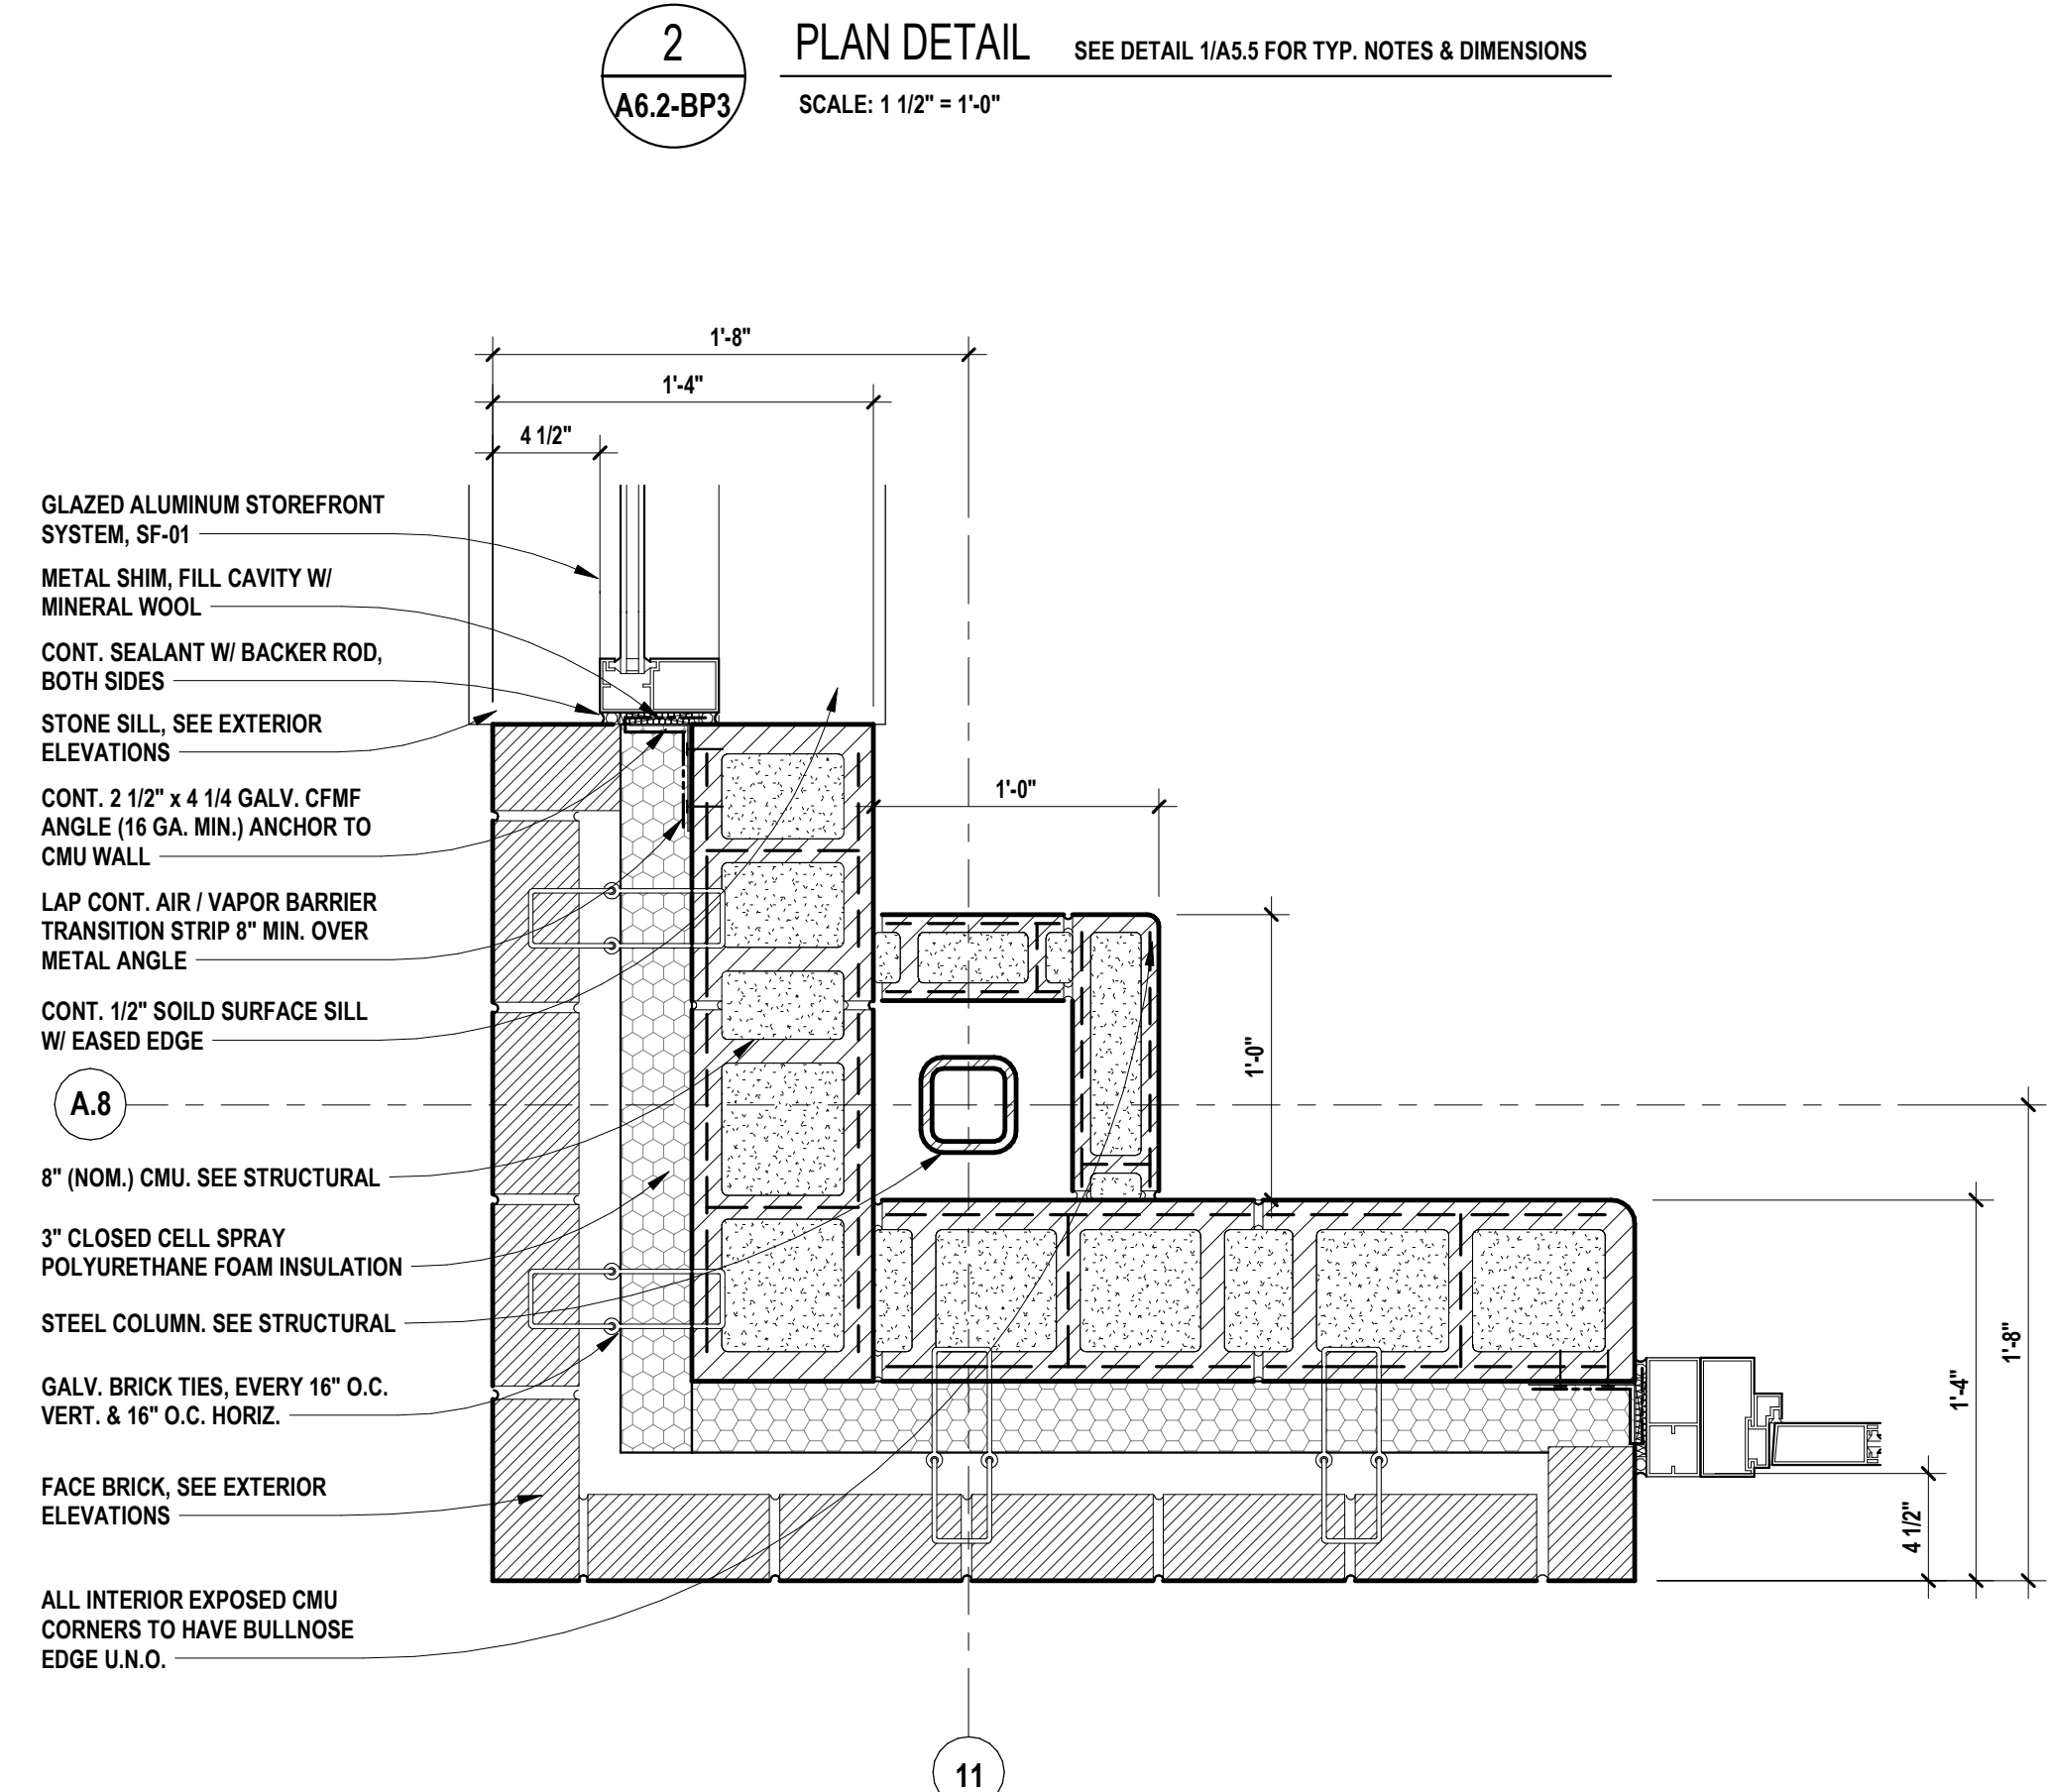 2
A6.2-BP3
PLAN DETAIL
SEE DETAIL 1/A5.5 FOR TYP. NOTES & DIMENSIONS
SCALE: 1 1/2" = 1'-0"
1'-8"
1'-4"
4 1/2"
GLAZED ALUMINUM STOREFRONT
SYSTEM, SF-01
METAL SHIM, FILL CAVITY W/
MINERAL WOOL
CONT. SEALANT W/ BACKER ROD,
BOTH SIDES
STONE SILL, SEE EXTERIOR
ELEVATIONS
CONT. 2 1/2" x 4 1/4 GALV. CFMF
ANGLE (16 GA. MIN.) ANCHOR TO
CMU WALL
LAP CONT. AIR / VAPOR BARRIER
TRANSITION STRIP 8" MIN. OVER
METAL ANGLE
CONT. 1/2" SOILD SURFACE SILL
W/ EASED EDGE
A.8
8" (NOM.) CMU. SEE STRUCTURAL
3" CLOSED CELL SPRAY
POLYURETHANE FOAM INSULATION
STEEL COLUMN. SEE STRUCTURAL
GALV. BRICK TIES, EVERY 16" O.C.
VERT. & 16" O.C. HORIZ.
FACE BRICK, SEE EXTERIOR
ELEVATIONS
ALL INTERIOR EXPOSED CMU
CORNERS TO HAVE BULLNOSE
EDGE U.N.O.
1'-0"
1'-0"
1'-8"
1'-4"
4 1/2"
11